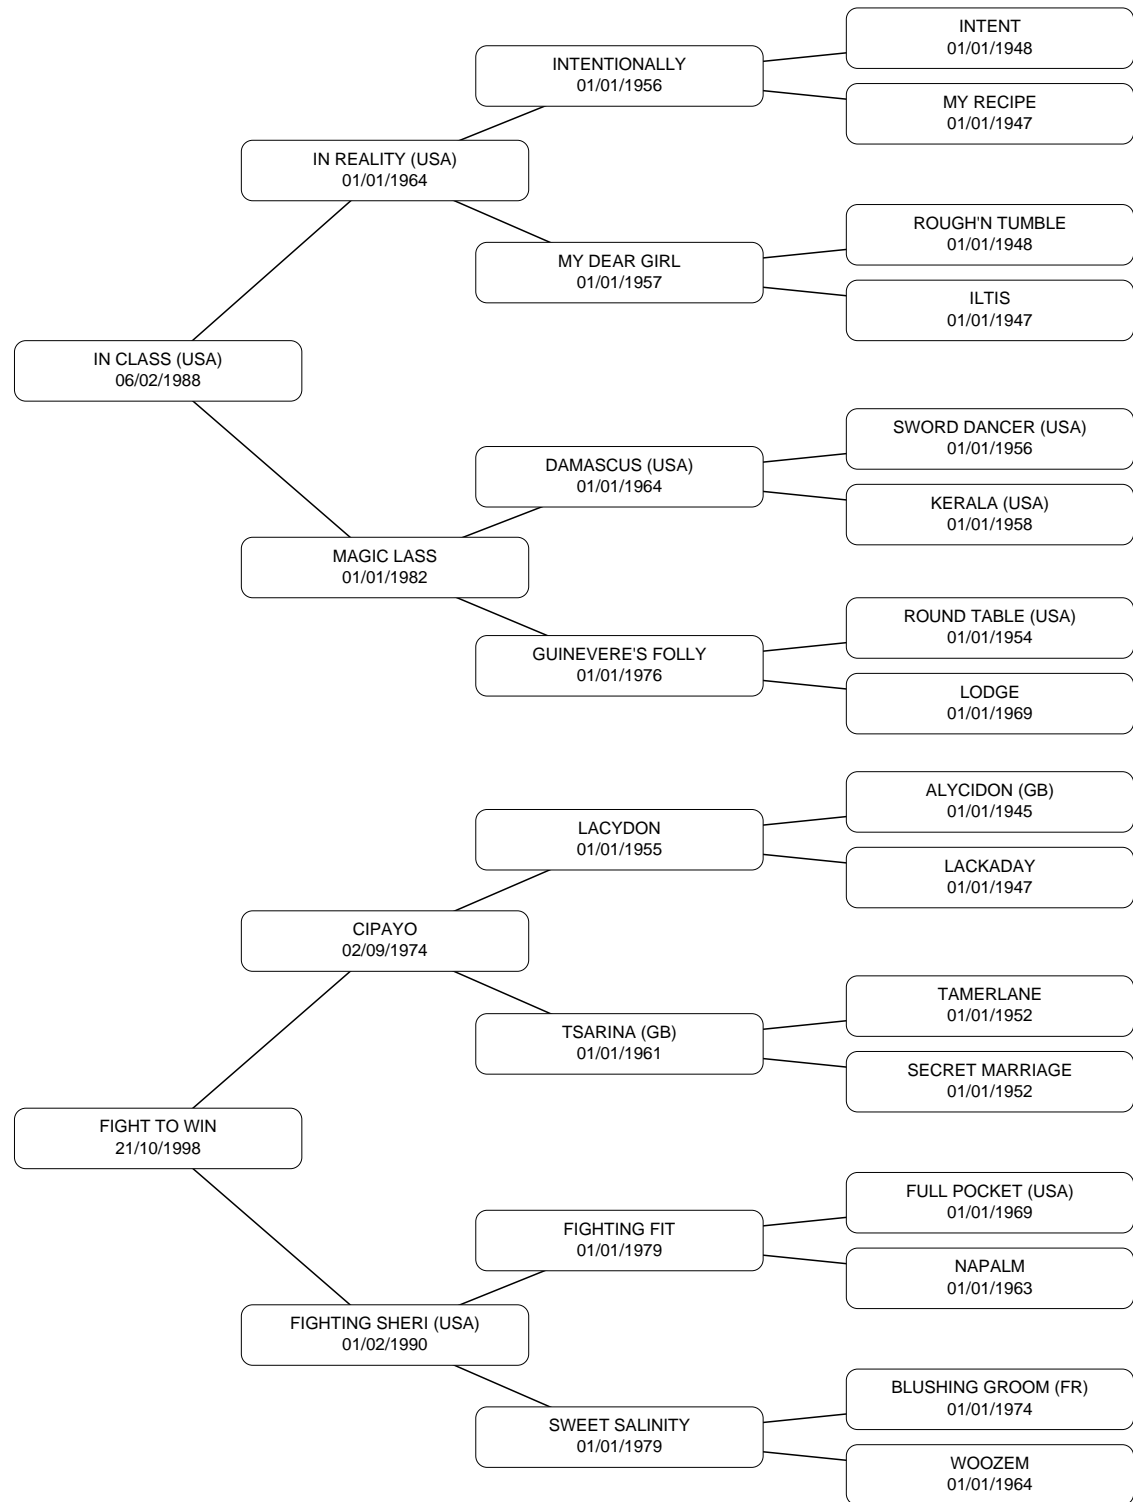 INTENT
01/01/1948
INTENTIONALLY
01/01/1956
MY RECIPE
01/01/1947
IN REALITY (USA)
01/01/1964
ROUGH'N TUMBLE
01/01/1948
MY DEAR GIRL
01/01/1957
ILTIS
01/01/1947
IN CLASS (USA)
06/02/1988
SWORD DANCER (USA)
01/01/1956
DAMASCUS (USA)
01/01/1964
KERALA (USA)
01/01/1958
MAGIC LASS
01/01/1982
ROUND TABLE (USA)
01/01/1954
GUINEVERE'S FOLLY
01/01/1976
LODGE
01/01/1969
ALYCIDON (GB)
01/01/1945
LACYDON
01/01/1955
LACKADAY
01/01/1947
CIPAYO
02/09/1974
TAMERLANE
01/01/1952
TSARINA (GB)
01/01/1961
SECRET MARRIAGE
01/01/1952
FIGHT TO WIN
21/10/1998
FULL POCKET (USA)
01/01/1969
FIGHTING FIT
01/01/1979
NAPALM
01/01/1963
FIGHTING SHERI (USA)
01/02/1990
BLUSHING GROOM (FR)
01/01/1974
SWEET SALINITY
01/01/1979
WOOZEM
01/01/1964